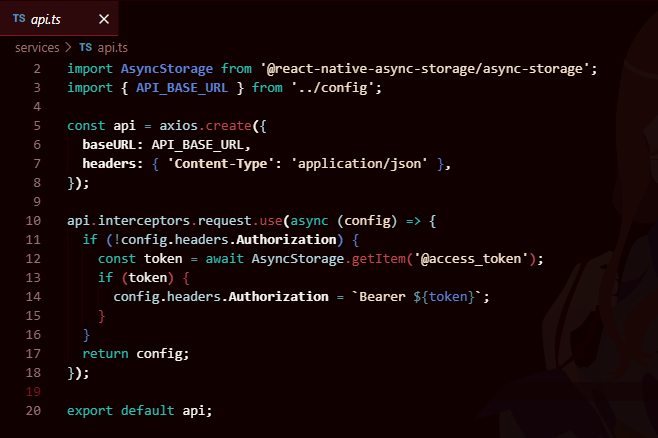 TS api.ts ×
services > TS api.ts
2 import AsyncStorage from '@react-native-async-storage/async-storage';
3 import { API_BASE_URL } from '../config';
4
5 const api = axios.create({
6   baseURL: API_BASE_URL,
7   headers: { 'Content-Type': 'application/json' },
8 });
9
10 api.interceptors.request.use(async (config) => {
11   if (!config.headers.Authorization) {
12     const token = await AsyncStorage.getItem('@access_token');
13     if (token) {
14       config.headers.Authorization = `Bearer ${token}`;
15     }
16   }
17   return config;
18 });
19
20 export default api;